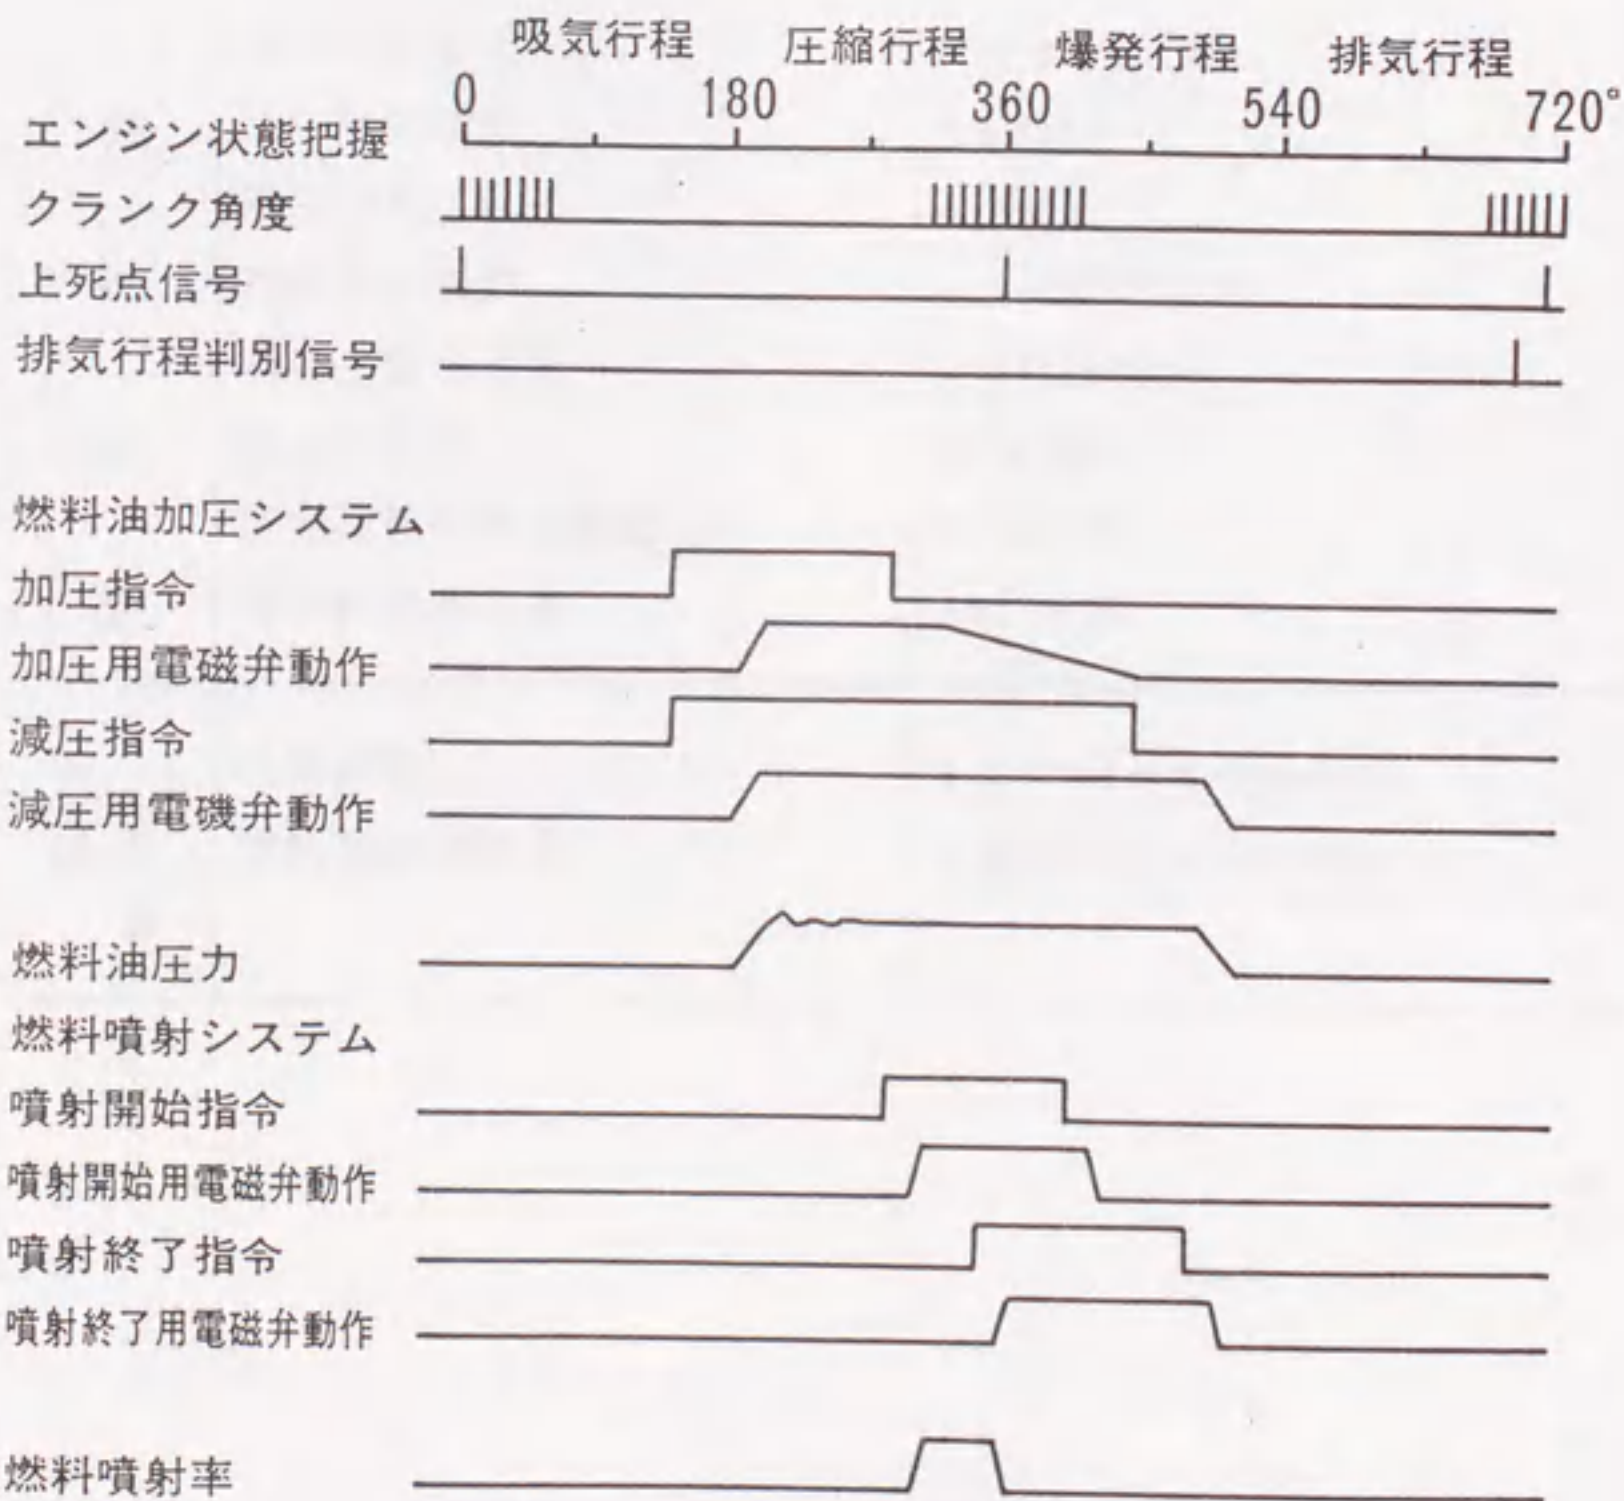 吸気行程 圧縮行程 爆発行程 排気行程
0 180 360 540 720°
エンジン状態把握
クランク角度
上死点信号
排気行程判別信号
燃料油加圧システム
加圧指令
加圧用電磁弁動作
減圧指令
減圧用電磯弁動作
燃料油圧力
燃料噴射システム
噴射開始指令
噴射開始用電磁弁動作
噴射終了指令
噴射終了用電磁弁動作
燃料噴射率